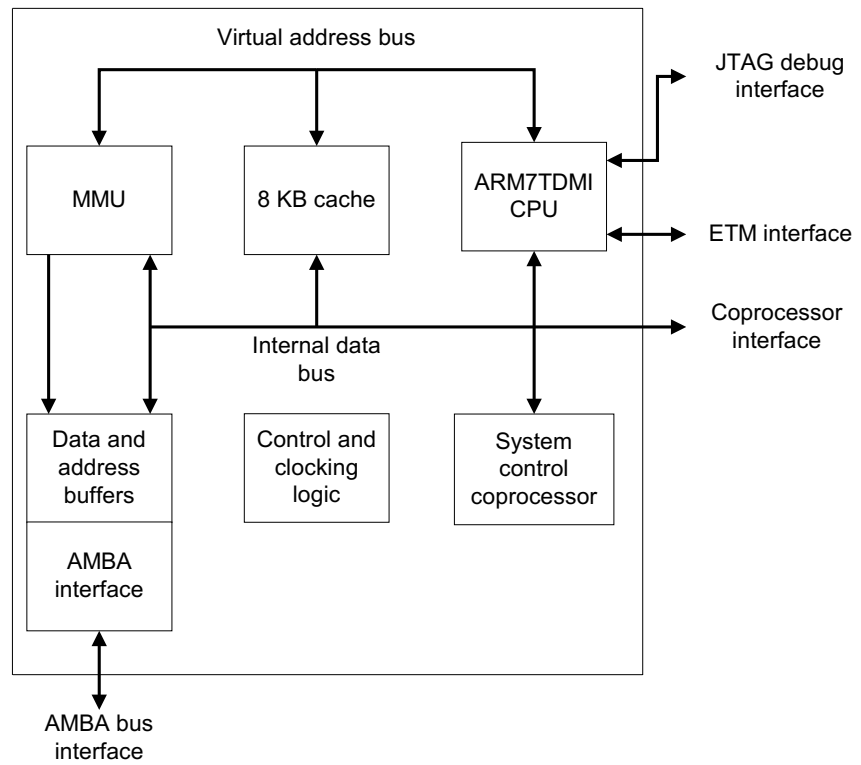 Virtual address bus
JTAG debug
interface
MMU
8 KB cache
ARM7TDMI
CPU
ETM interface
Coprocessor
interface
Internal data
bus
Data and
address
buffers
Control and
clocking
logic
System
control
coprocessor
AMBA
interface
AMBA bus
interface